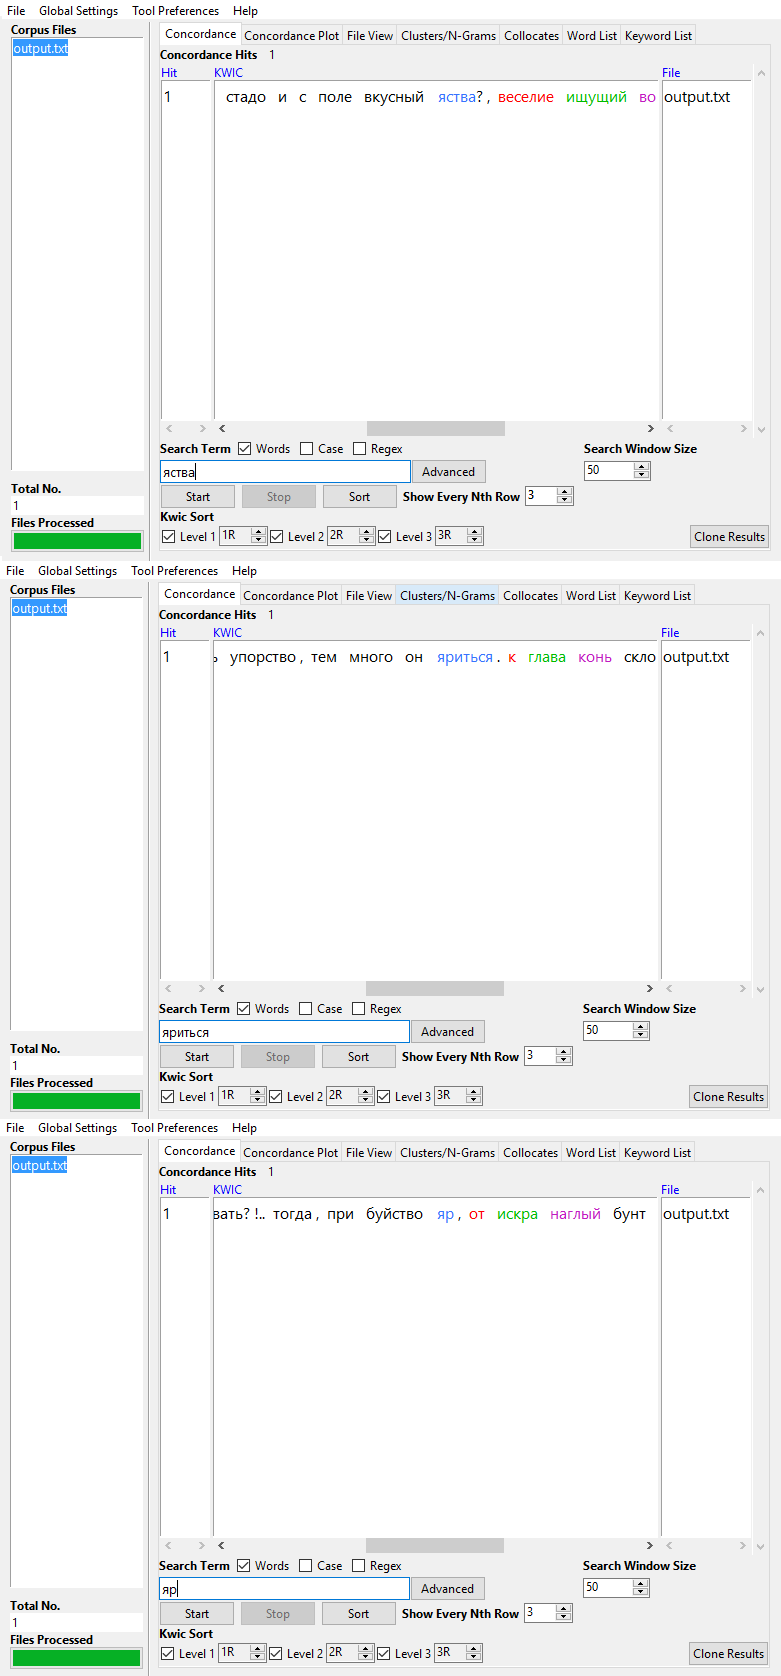 File Global Settings Tool Preferences Help
Corpus Files
output.txt
Concordance Concordance Plot File View Clusters/N-Grams Collocates Word List Keyword List
Concordance Hits 1
Hit KWIC File
1 стадо и с поле вкусный яства?, веселие ищущий во output.txt
Search Term Words Case Regex Search Window Size
яства Advanced 50
Total No.
1
Start Stop Sort Show Every Nth Row 3
Files Processed
Kwic Sort
Level 1 1R Level 2 2R Level 3 3R Clone Results
File Global Settings Tool Preferences Help
Corpus Files
output.txt
Concordance Concordance Plot File View Clusters/N-Grams Collocates Word List Keyword List
Concordance Hits 1
Hit KWIC File
1 ь упорство, тем много он яриться. к глава конь скло output.txt
Search Term Words Case Regex Search Window Size
яриться Advanced 50
Total No.
1
Start Stop Sort Show Every Nth Row 3
Files Processed
Kwic Sort
Level 1 1R Level 2 2R Level 3 3R Clone Results
File Global Settings Tool Preferences Help
Corpus Files
output.txt
Concordance Concordance Plot File View Clusters/N-Grams Collocates Word List Keyword List
Concordance Hits 1
Hit KWIC File
1 вать?!.. тогда, при буйство яр, от искра наглый бунт output.txt
Search Term Words Case Regex Search Window Size
яр Advanced 50
Total No.
1
Start Stop Sort Show Every Nth Row 3
Files Processed
Kwic Sort
Level 1 1R Level 2 2R Level 3 3R Clone Results